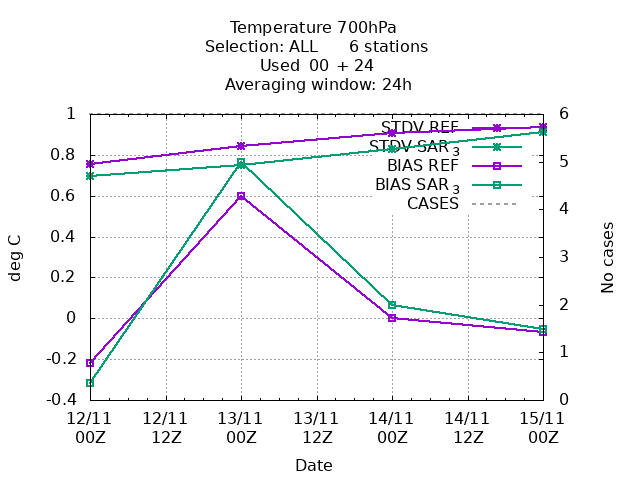 Temperature 700hPa
Selection: ALL 6 stations
Used 00 + 24
Averaging window: 24h
1
0.8
0.6
0.4
0.2
0
-0.2
-0.4
deg C
6
5
4
3
2
1
0
No cases
STDV REF
STDV SAR 3
BIAS REF
BIAS SAR 3
CASES
12/11 12/11 13/11 13/11 14/11 14/11 15/11
00Z 12Z 00Z 12Z 00Z 12Z 00Z
Date